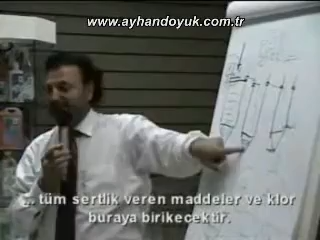 www.ayhandoyuk.com.tr
... tüm sertlik veren maddeler ve klor
buraya birikecektir.